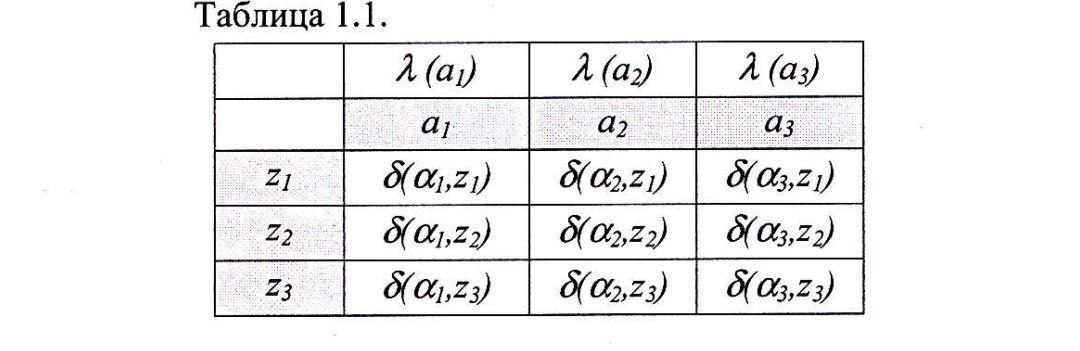 Таблица 1.1.
λ (a₁) λ (a₂) λ (a₃)
a₁ a₂ a₃
z₁ δ(α₁,z₁) δ(α₂,z₁) δ(α₃,z₁)
z₂ δ(α₁,z₂) δ(α₂,z₂) δ(α₃,z₂)
z₃ δ(α₁,z₃) δ(α₂,z₃) δ(α₃,z₃)